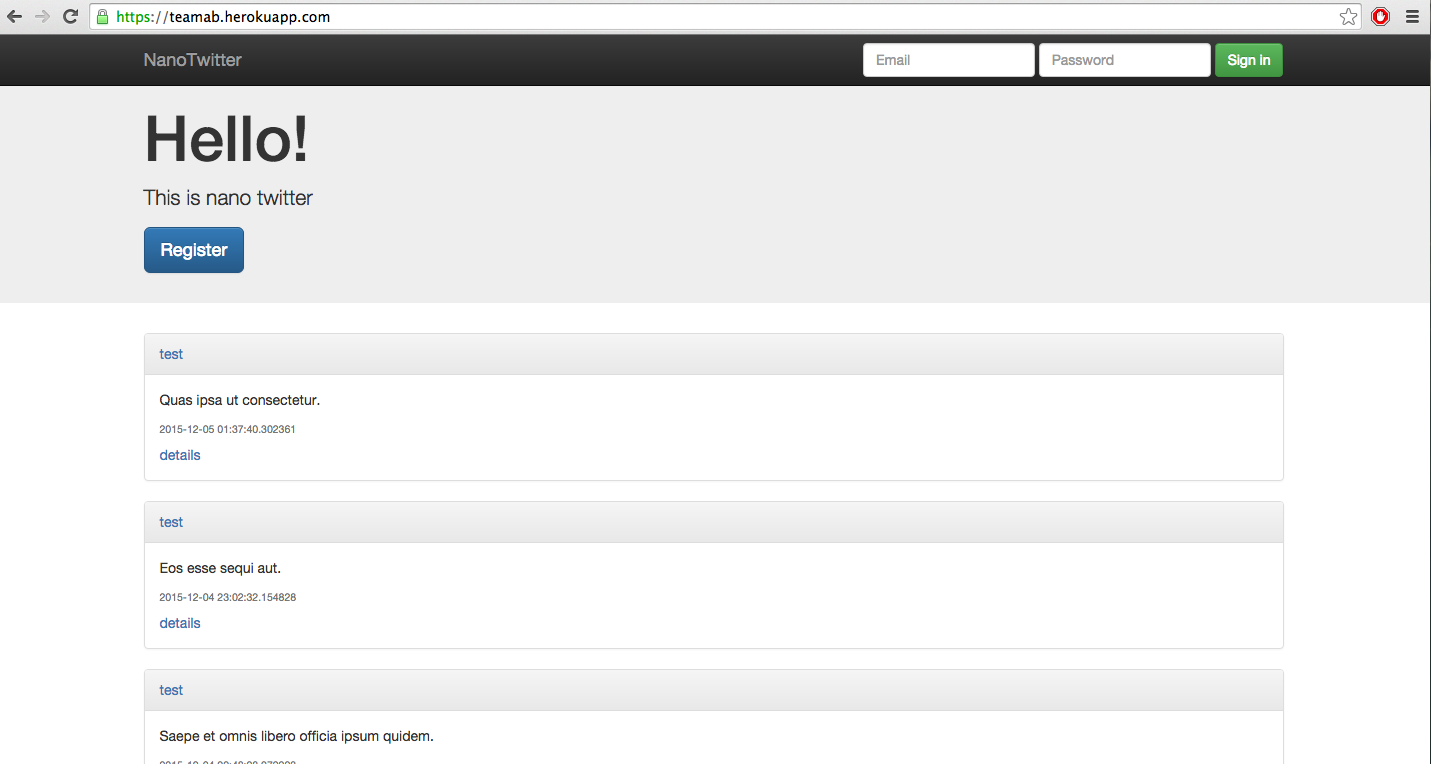 https://teamab.herokuapp.com
NanoTwitter
Email
Password
Sign in
Hello!
This is nano twitter
Register
test
Quas ipsa ut consectetur.
2015-12-05 01:37:40.302361
details
test
Eos esse sequi aut.
2015-12-04 23:02:32.154828
details
test
Saepe et omnis libero officia ipsum quidem.